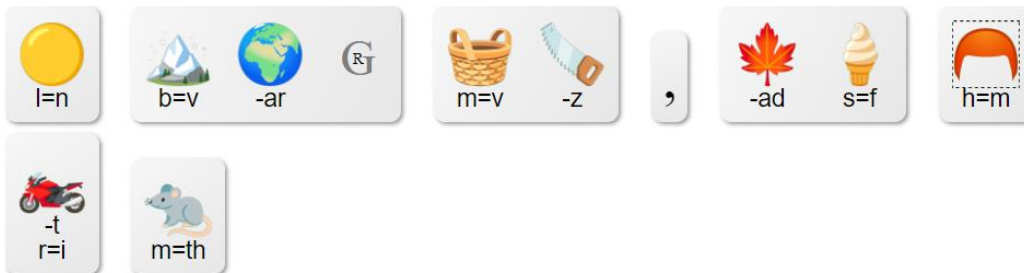 l=n b=v -ar G R m=v -z , -ad s=f h=m
-t
r=i m=th